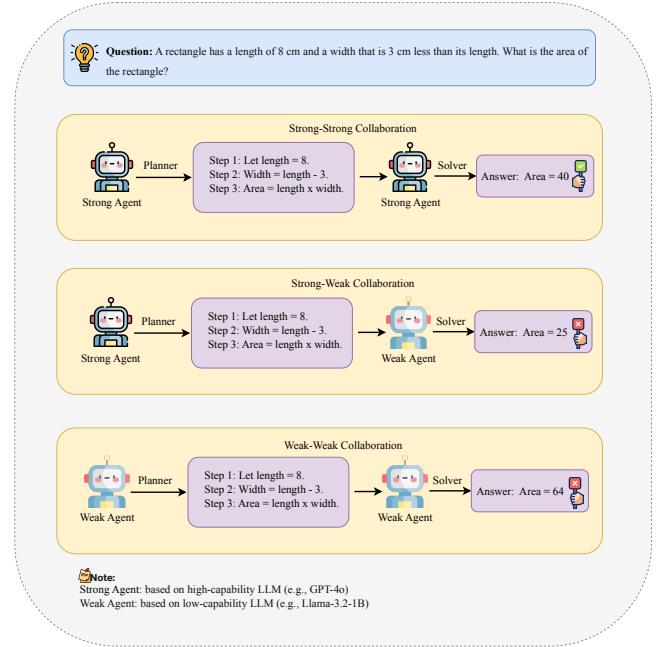 Question: A rectangle has a length of 8 cm and a width that is 3 cm less than its length. What is the area of
the rectangle?
Strong-Strong Collaboration
Strong Agent
Planner
Step 1: Let length = 8.
Step 2: Width = length - 3.
Step 3: Area = length x width.
Strong Agent
Solver
Answer: Area = 40
Strong-Weak Collaboration
Strong Agent
Planner
Step 1: Let length = 8.
Step 2: Width = length - 3.
Step 3: Area = length x width.
Weak Agent
Solver
Answer: Area = 25
Weak-Weak Collaboration
Weak Agent
Planner
Step 1: Let length = 8.
Step 2: Width = length - 3.
Step 3: Area = length x width.
Weak Agent
Solver
Answer: Area = 64
Note:
Strong Agent: based on high-capability LLM (e.g., GPT-4o)
Weak Agent: based on low-capability LLM (e.g., Llama-3.2-1B)